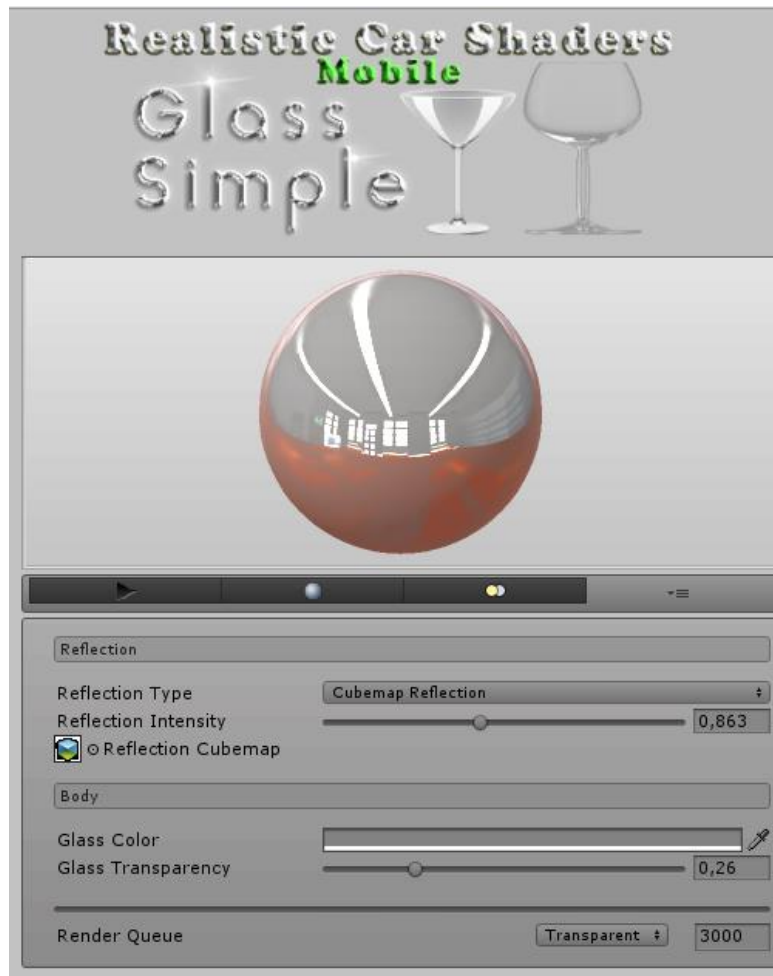 Realistic Car Shaders
Mobile
Glass
Simple
Reflection
Reflection Type Cubemap Reflection
Reflection Intensity 0,863
Reflection Cubemap
Body
Glass Color
Glass Transparency 0,26
Render Queue Transparent 3000